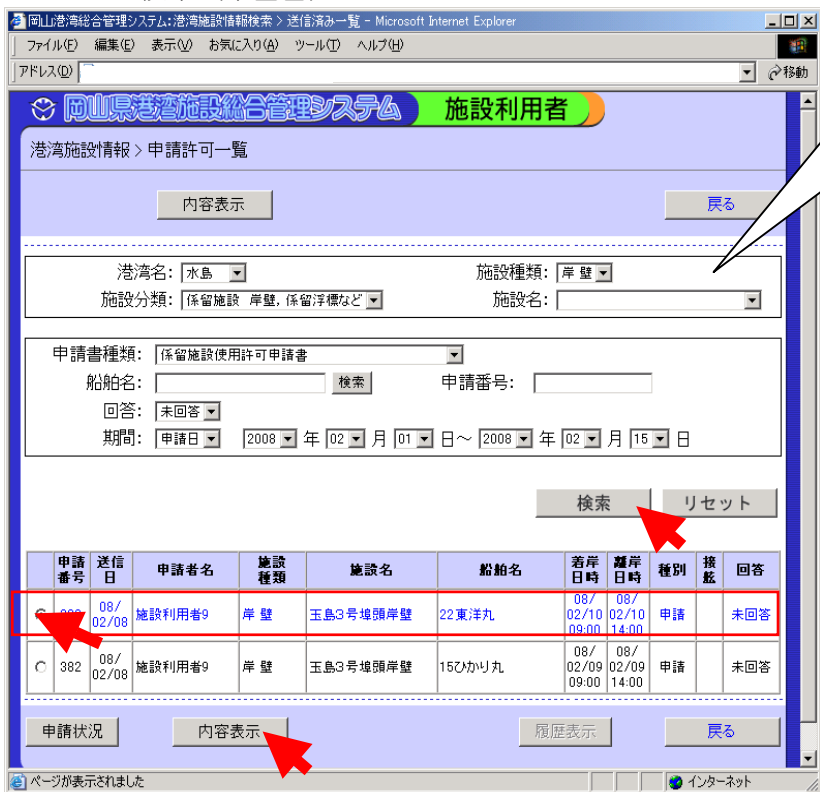 岡山港湾総合管理システム:港湾施設情報検索 > 送信済み一覧 - Microsoft Internet Explorer
ファイル(F) 編集(E) 表示(V) お気に入り(A) ツール(T) ヘルプ(H)
アドレス(D) 移動
岡山県港湾施設総合管理システム 施設利用者
港湾施設情報 > 申請許可一覧
内容表示 戻る
港湾名: 水島 施設種類: 岸 壁
施設分類: 係留施設 岸壁,係留浮標など 施設名:
申請書種類: 係留施設使用許可申請書
船舶名: 検索 申請番号:
回答: 未回答
期間: 申請日 2008 年 02 月 01 日～ 2008 年 02 月 15 日
検索 リセット
申請番号 送信日 申請者名 施設種類 施設名 船舶名 着岸日時 離岸日時 種別 接舷 回答
08/02/08 施設利用者9 岸 壁 玉島3号埠頭岸壁 22東洋丸 08/02/10 09:00 08/02/10 14:00 申請 未回答
382 08/02/08 施設利用者9 岸 壁 玉島3号埠頭岸壁 15ひかり丸 08/02/09 09:00 08/02/09 14:00 申請 未回答
申請状況 内容表示 履歴表示 戻る
ページが表示されました インターネット